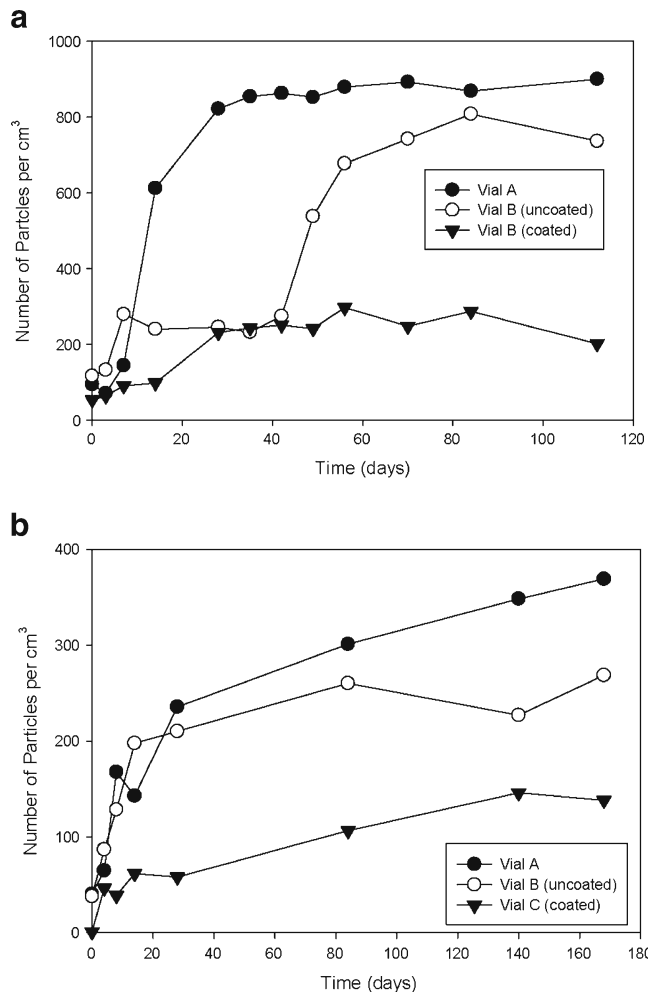 a
1000
800
600
400
200
0
Number of Partcles per cm³
Vial A
Vial B (uncoated)
Vial B (coated)
0 20 40 60 80 100 120
Time (days)
b
400
300
200
100
0
Number of Particles per cm³
Vial A
Vial B (uncoated)
Vial C (coated)
0 20 40 60 80 100 120 140 160 180
Time (days)